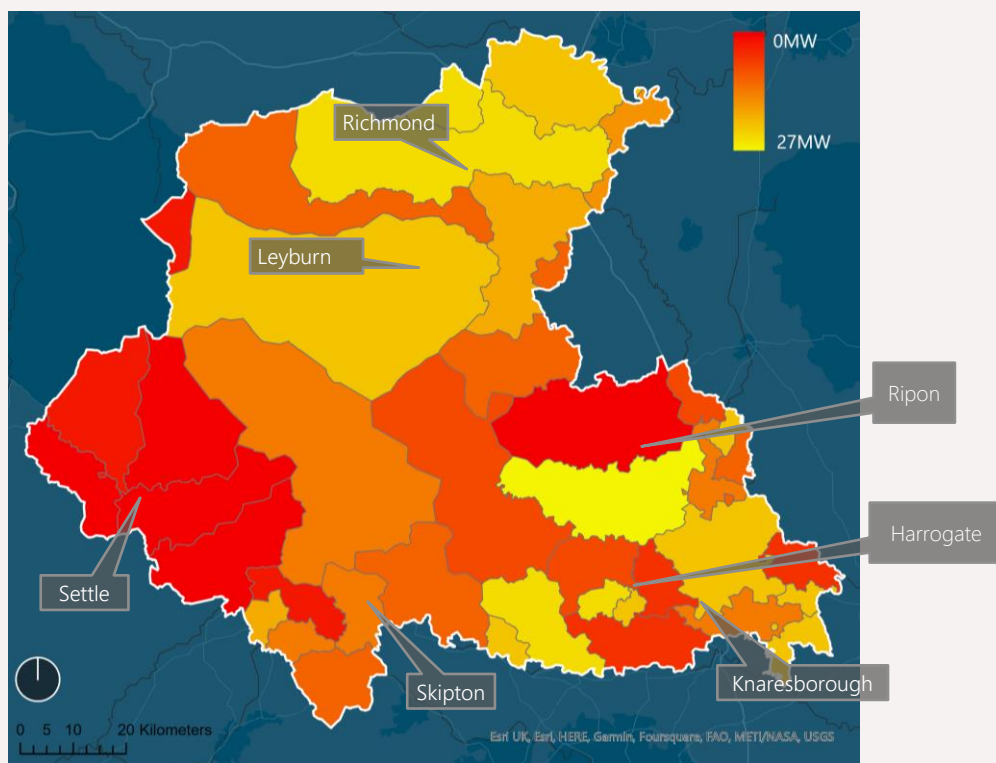 0MW
27MW
Richmond
Leyburn
Ripon
Harrogate
Settle
Skipton
Knaresborough
0 5 10 20 Kilometers
Esri UK, Esri, HERE, Garmin, Foursquare, FAO, METI/NASA, USGS